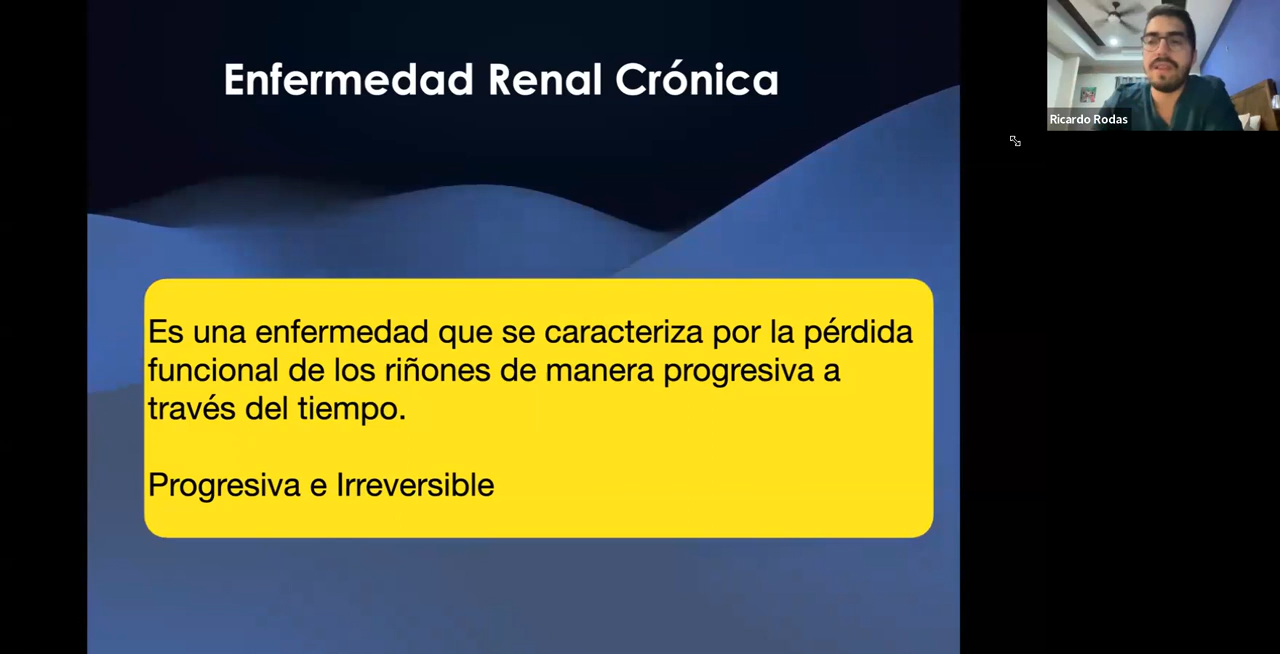 Enfermedad Renal Crónica
Ricardo Rodas
Es una enfermedad que se caracteriza por la pérdida
funcional de los riñones de manera progresiva a
través del tiempo.
Progresiva e Irreversible